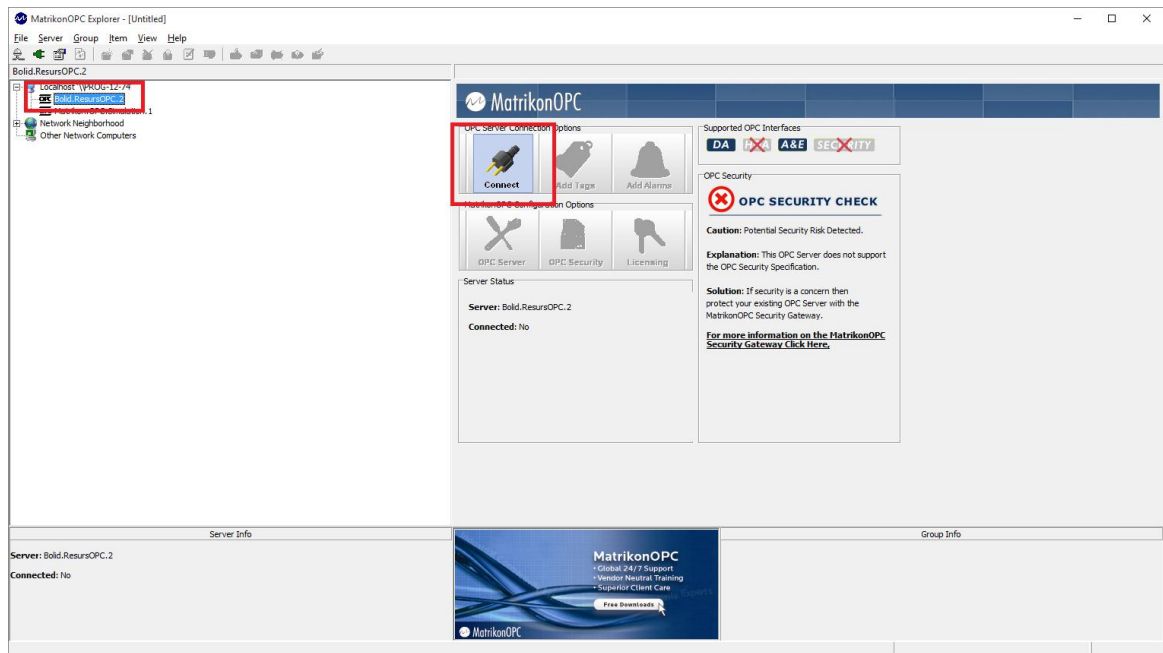 MatrikonOPC Explorer - [Untitled]
File Server Group Item View Help
Bolid.ResursOPC.2
Localhost '\\PROG-12-74'
Bolid.ResursOPC.2
Network Neighborhood
Other Network Computers
MatrikonOPC
OPC Server Connection Options
Connect
Add Tags
Add Alarms
MatrikonOPC Configuration Options
OPC Server
OPC Security
Licensing
Server Status
Server: Bolid.ResursOPC.2
Connected: No
Supported OPC Interfaces
DA HDA A&E SECURITY
OPC Security
OPC SECURITY CHECK
Caution: Potential Security Risk Detected.
Explanation: This OPC Server does not support
the OPC Security Specification.
Solution: If security is a concern then
protect your existing OPC Server with the
MatrikonOPC Security Gateway.
For more information on the MatrikonOPC
Security Gateway Click Here.
Server Info
Server: Bolid.ResursOPC.2
Connected: No
MatrikonOPC
• Global 24/7 Support
• Vendor Neutral Training
• Superior Client Care
Free Downloads
MatrikonOPC
Group Info